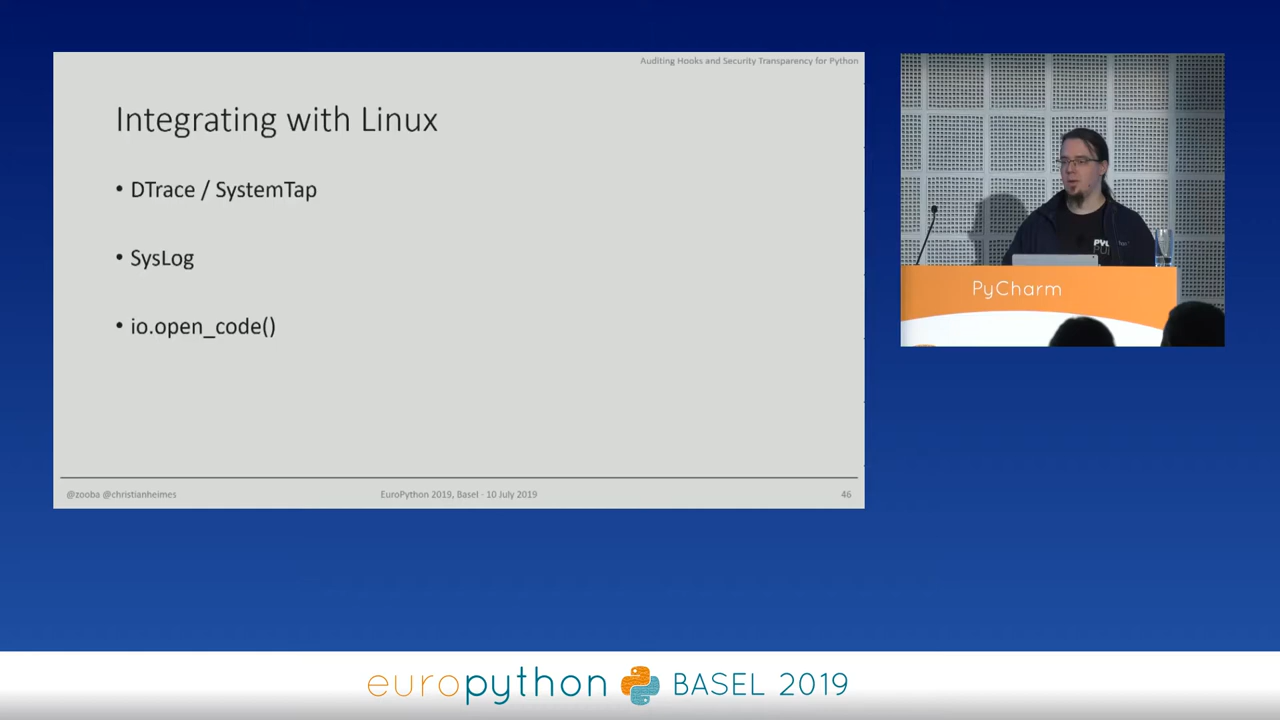 Auditing Hooks and Security Transparency for Python
Integrating with Linux
• DTrace / SystemTap
• SysLog
• io.open_code()
@zooba @christianheimes
EuroPython 2019, Basel - 10 July 2019
46
PyCharm
europython BASEL 2019